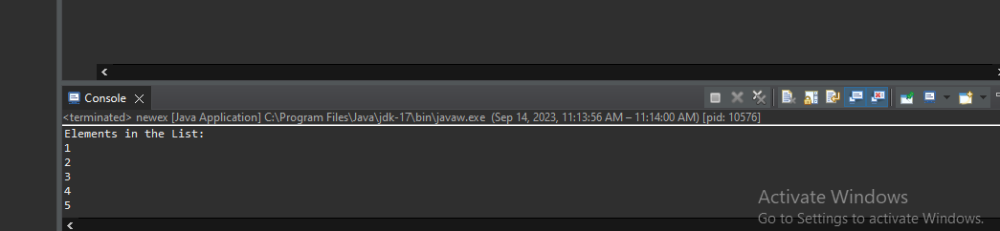 Console
<terminated> newex [Java Application] C:\Program Files\Java\jdk-17\bin\javaw.exe (Sep 14, 2023, 11:13:56 AM – 11:14:00 AM) [pid: 10576]
Elements in the List:
1
2
3
4
5
Activate Windows
Go to Settings to activate Windows.